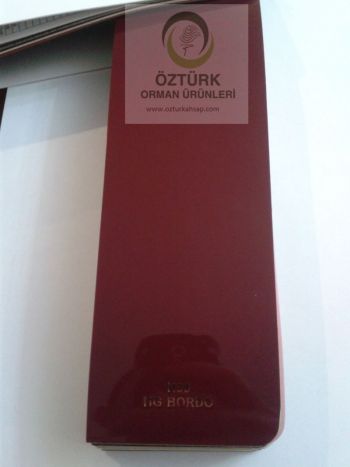 ÖZTÜRK
ORMAN ÜRÜNLERİ
www.ozturkahsap.com
HG BORDO